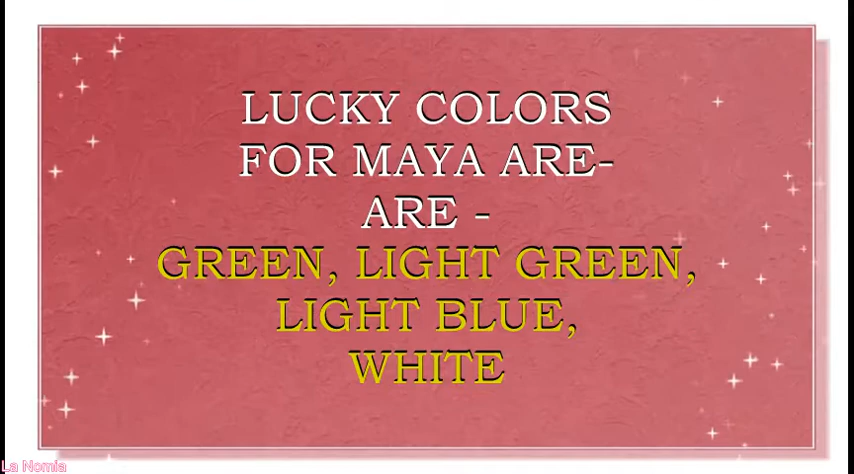 LUCKY COLORS
FOR MAYA ARE-
ARE -
GREEN, LIGHT GREEN,
LIGHT BLUE,
WHITE
La Nomia